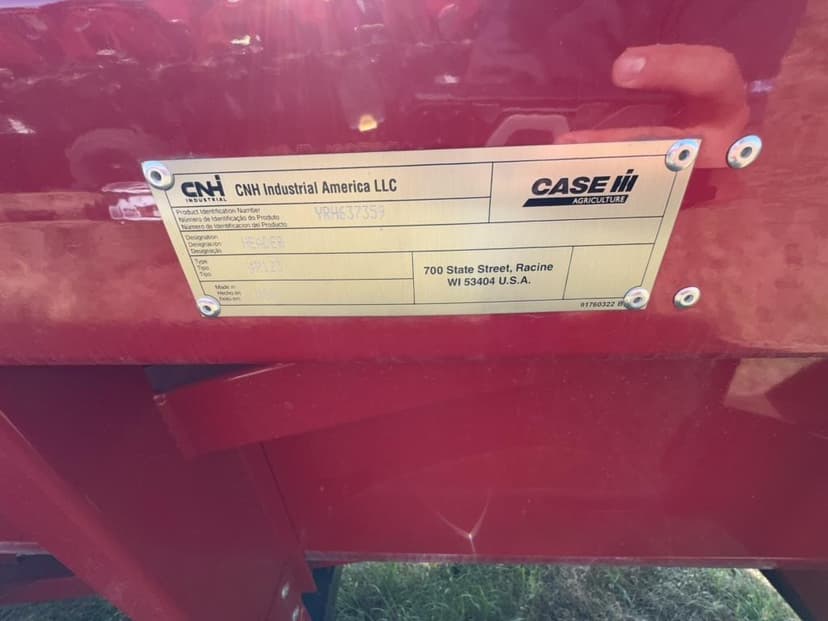 CNH INDUSTRIAL
CNH Industrial America LLC
CASE IH
AGRICULTURE
Product Identification Number
Número de Identificação do Produto
Número de Identificacion del Producto
YRH637359
Designation
Designación
Designação
HEADER
Type
Tipo
Tipo
Made in
Hecho en
Feito em
700 State Street, Racine
WI 53404 U.S.A.
91760322 B